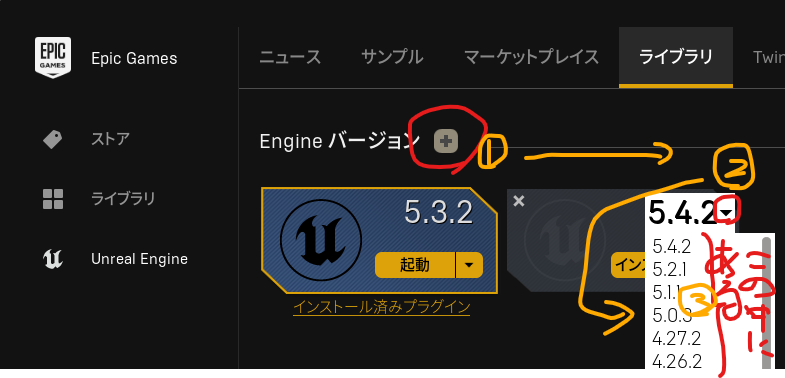 EPIC GAMES
Epic Games
ニュース
サンプル
マーケットプレイス
ライブラリ
Twin
ストア
ライブラリ
Unreal Engine
Engine バージョン
①
②
5.3.2
起動
インストール済みプラグイン
イン
5.4.2
5.4.2
5.2.1
5.1.1
③
5.0.3
4.27.2
4.26.2
この中に
ある